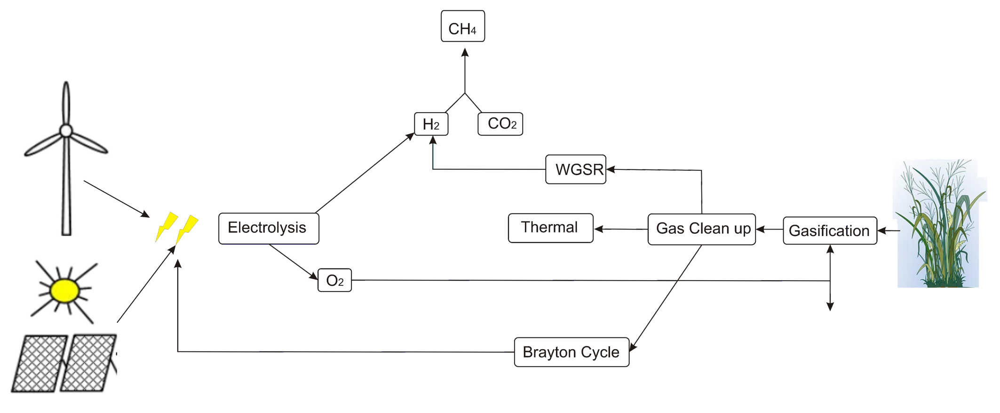 CH4
H2
CO2
WGSR
Electrolysis
Thermal
Gas Clean up
Gasification
O2
Brayton Cycle